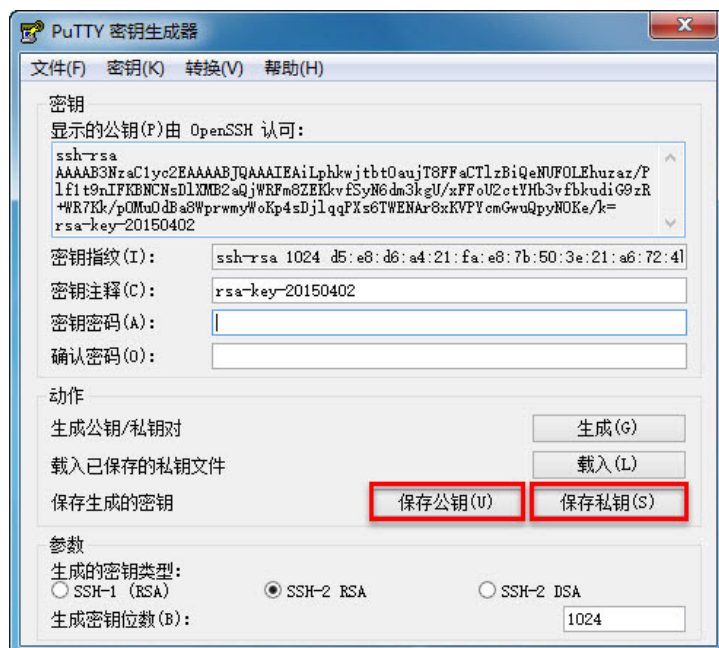 PuTTY 密钥生成器
文件(F) 密钥(K) 转换(V) 帮助(H)
密钥
显示的公钥(P)由 OpenSSH 认可:
ssh-rsa
AAAAB3NzaC1yc2EAAAABJQAAAIEAiLphkwjtbtOaujT8FFaCTlzBiQeNUFOLEhuzaz/P
lf1t9nIFKBNCNsDlXMB2aQjWRFm8ZEKkvfSyN6dm3kgU/xFFoU2ctYHb3vfbkudiG9zR
+WR7Kk/pOMuOdBa8WprwmyWoKp4sDjlqqPXs6TWENAr8xKVPYcmGwuQpyNOKe/k=
rsa-key-20150402
密钥指纹(I): ssh-rsa 1024 d5:e8:d6:a4:21:fa:e8:7b:50:3e:21:a6:72:4l
密钥注释(C): rsa-key-20150402
密钥密码(A):
确认密码(O):
动作
生成公钥/私钥对 生成(G)
载入已保存的私钥文件 载入(L)
保存生成的密钥 保存公钥(U) 保存私钥(S)
参数
生成的密钥类型:
SSH-1 (RSA) SSH-2 RSA SSH-2 DSA
生成密钥位数(B): 1024